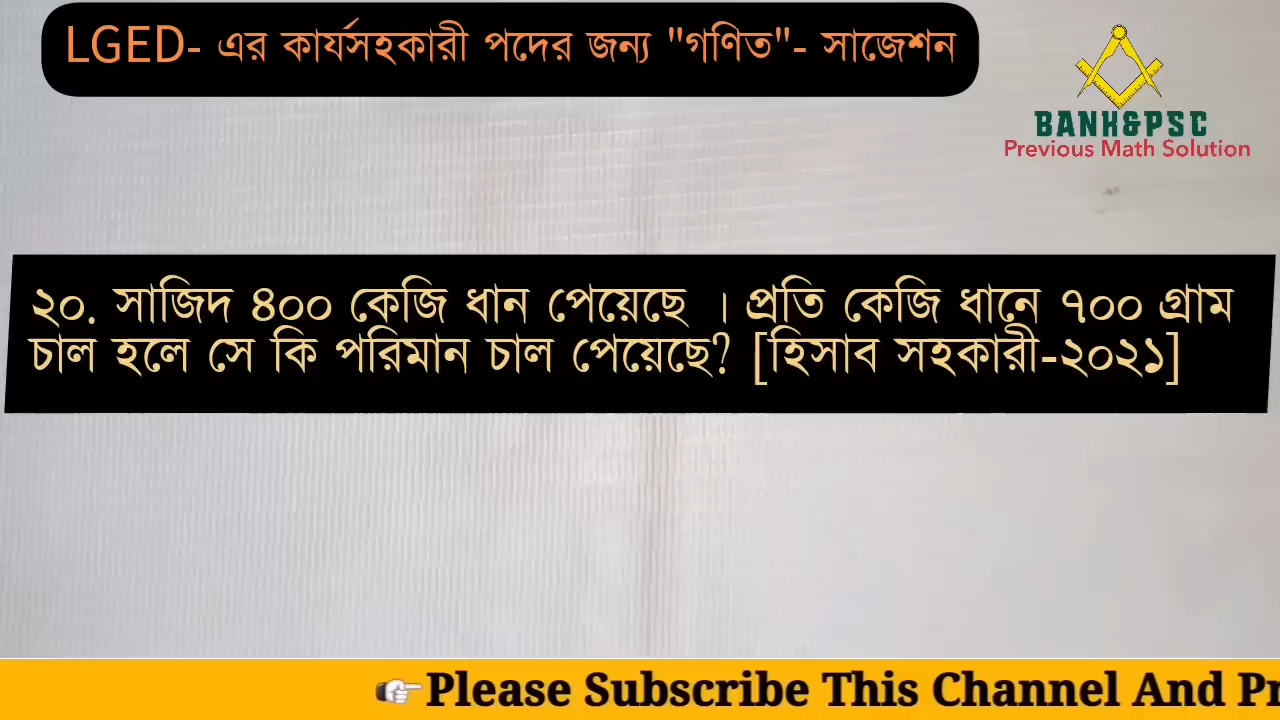 LGED- এর কার্যসহকারী পদের জন্য "গণিত"- সাজেশন
BANK&PSC
Previous Math Solution
২০. সাজিদ ৪০০ কেজি ধান পেয়েছে । প্রতি কেজি ধানে ৭০০ গ্রাম
চাল হলে সে কি পরিমান চাল পেয়েছে? [হিসাব সহকারী-২০২১]
Please Subscribe This Channel And Pr